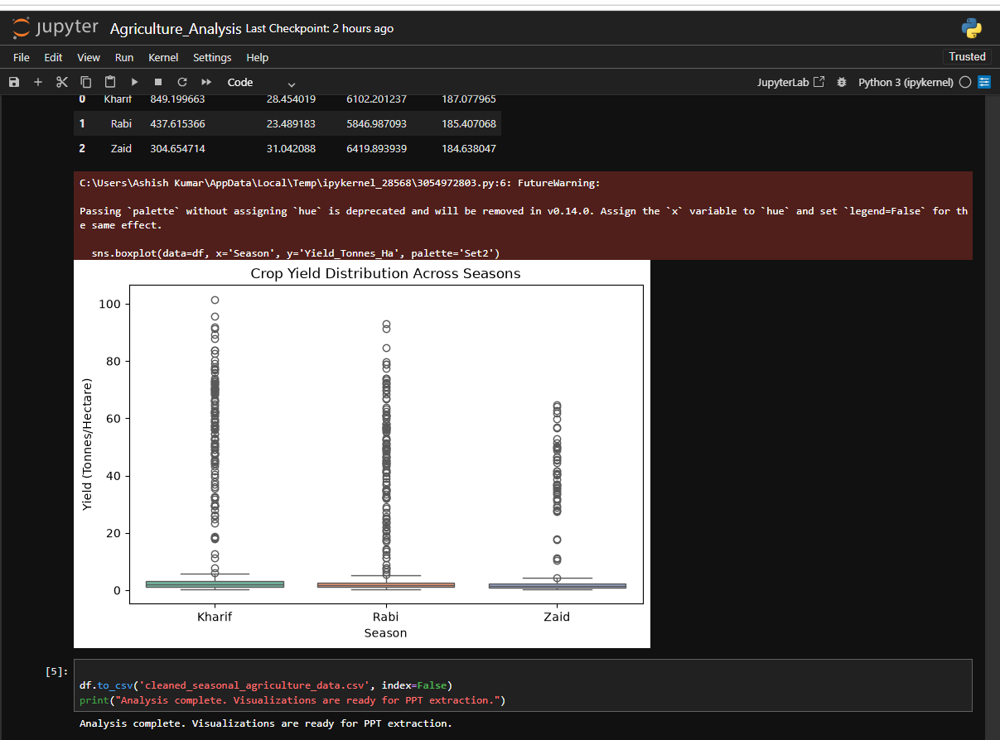 jupyter Agriculture_Analysis Last Checkpoint: 2 hours ago
File Edit View Run Kernel Settings Help Trusted
Code JupyterLab Python 3 (ipykernel)
0 Kharif 849.199663 28.454019 6102.201237 187.077965
1 Rabi 437.615366 23.489183 5846.987093 185.407068
2 Zaid 304.654714 31.042088 6419.893939 184.638047
C:\Users\Ashish Kumar\AppData\Local\Temp\ipykernel_28568\3054972803.py:6: FutureWarning:
Passing `palette` without assigning `hue` is deprecated and will be removed in v0.14.0. Assign the `x` variable to `hue` and set `legend=False` for th
e same effect.
sns.boxplot(data=df, x='Season', y='Yield_Tonnes_Ha', palette='Set2')
Crop Yield Distribution Across Seasons
Yield (Tonnes/Hectare)
100
80
60
40
20
0
Kharif Rabi Zaid
Season
[5]:
df.to_csv('cleaned_seasonal_agriculture_data.csv', index=False)
print("Analysis complete. Visualizations are ready for PPT extraction.")
Analysis complete. Visualizations are ready for PPT extraction.